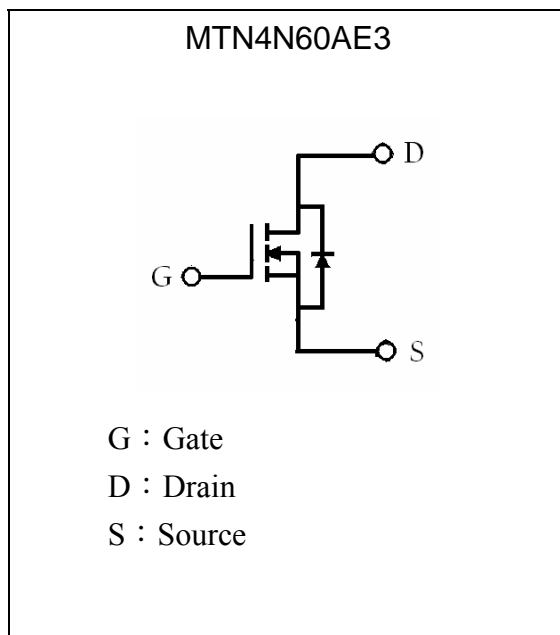 MTN4N60AE3
D
G
S
G：Gate
D：Drain
S：Source